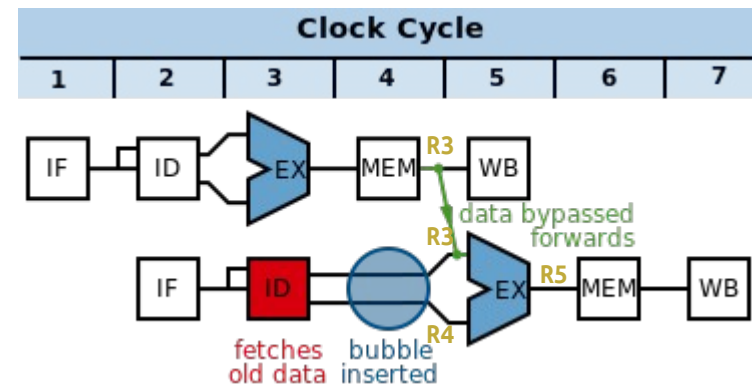 Clock Cycle
1 2 3 4 5 6 7
IF ID EX MEM R3 WB
data bypassed
forwards
R3
IF ID EX R5 MEM WB
R4
fetches bubble
old data inserted